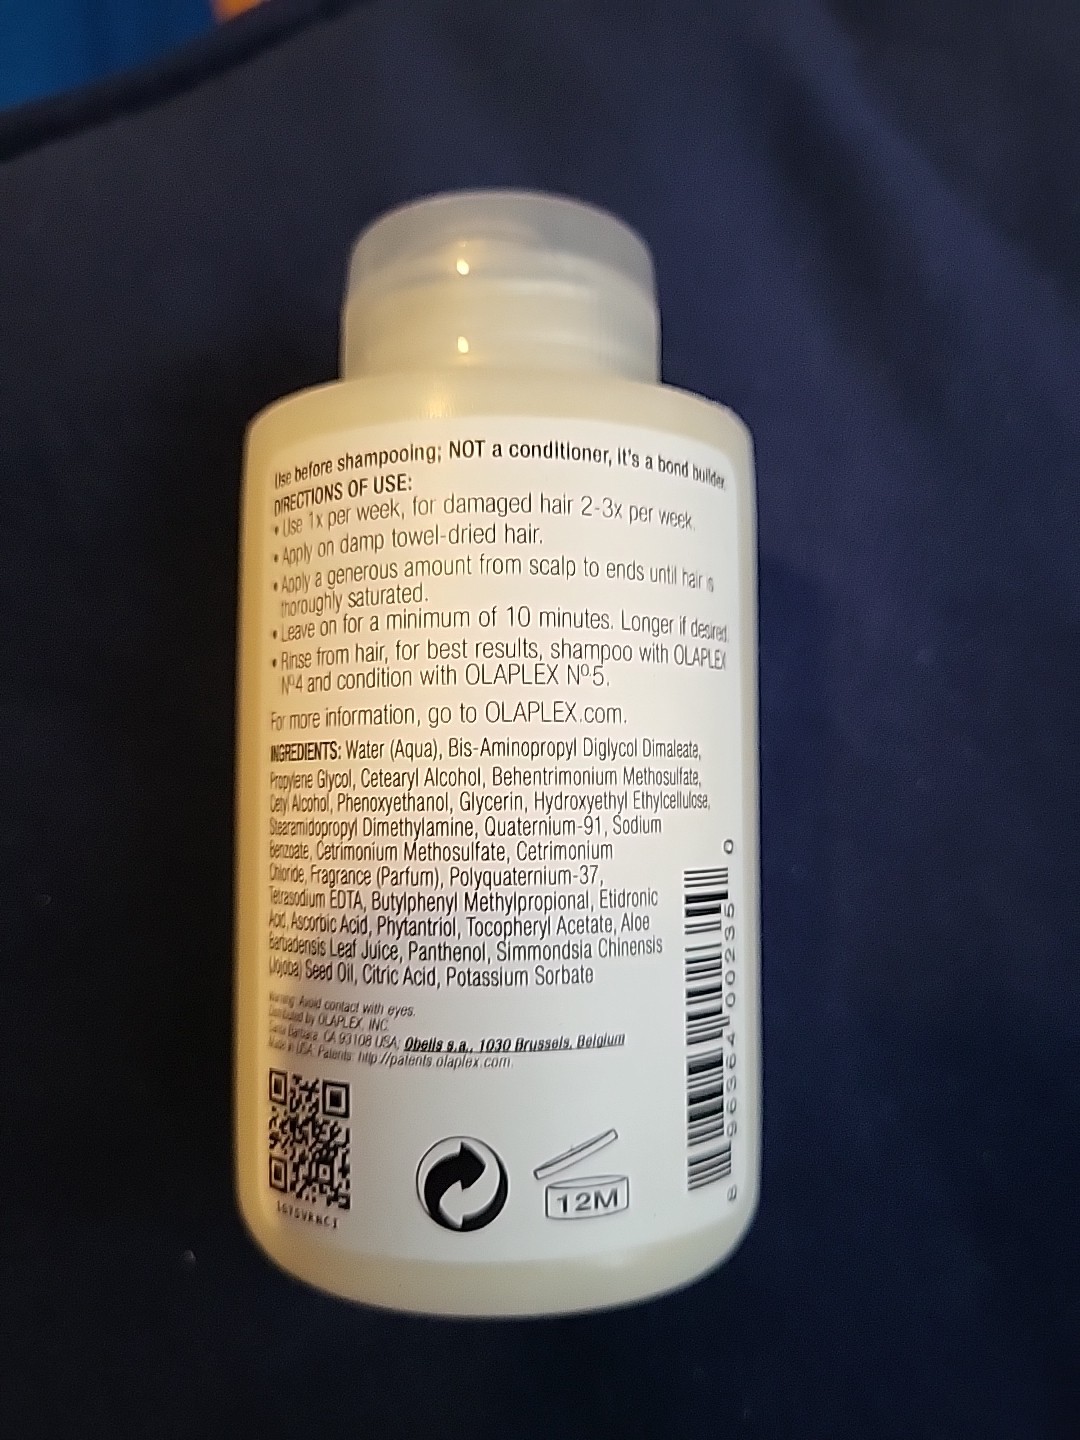 Use before shampooing; NOT a conditioner, it's a bond builder.
DIRECTIONS OF USE:
• Use 1x per week, for damaged hair 2-3x per week.
• Apply on damp towel-dried hair.
• Apply a generous amount from scalp to ends until hair is
thoroughly saturated.
• Leave on for a minimum of 10 minutes. Longer if desired.
• Rinse from hair, for best results, shampoo with OLAPLEX
Nº4 and condition with OLAPLEX Nº5.
For more information, go to OLAPLEX.com.
INGREDIENTS: Water (Aqua), Bis-Aminopropyl Diglycol Dimaleate,
Propylene Glycol, Cetearyl Alcohol, Behentrimonium Methosulfate,
Cetyl Alcohol, Phenoxyethanol, Glycerin, Hydroxyethyl Ethylcellulose,
Stearamidopropyl Dimethylamine, Quaternium-91, Sodium
Benzoate, Cetrimonium Methosulfate, Cetrimonium
Chloride, Fragrance (Parfum), Polyquaternium-37,
Tetrasodium EDTA, Butylphenyl Methylpropional, Etidronic
Acid, Ascorbic Acid, Phytantriol, Tocopheryl Acetate, Aloe
Barbadensis Leaf Juice, Panthenol, Simmondsia Chinensis
(Jojoba) Seed Oil, Citric Acid, Potassium Sorbate
Warning: Avoid contact with eyes.
Distributed by OLAPLEX, INC.
Santa Barbara, CA 93108 USA; Obelis s.a., 1030 Brussels, Belgium
Made in USA. Patents: http://patents.olaplex.com.
12M
8 96364 00235 0